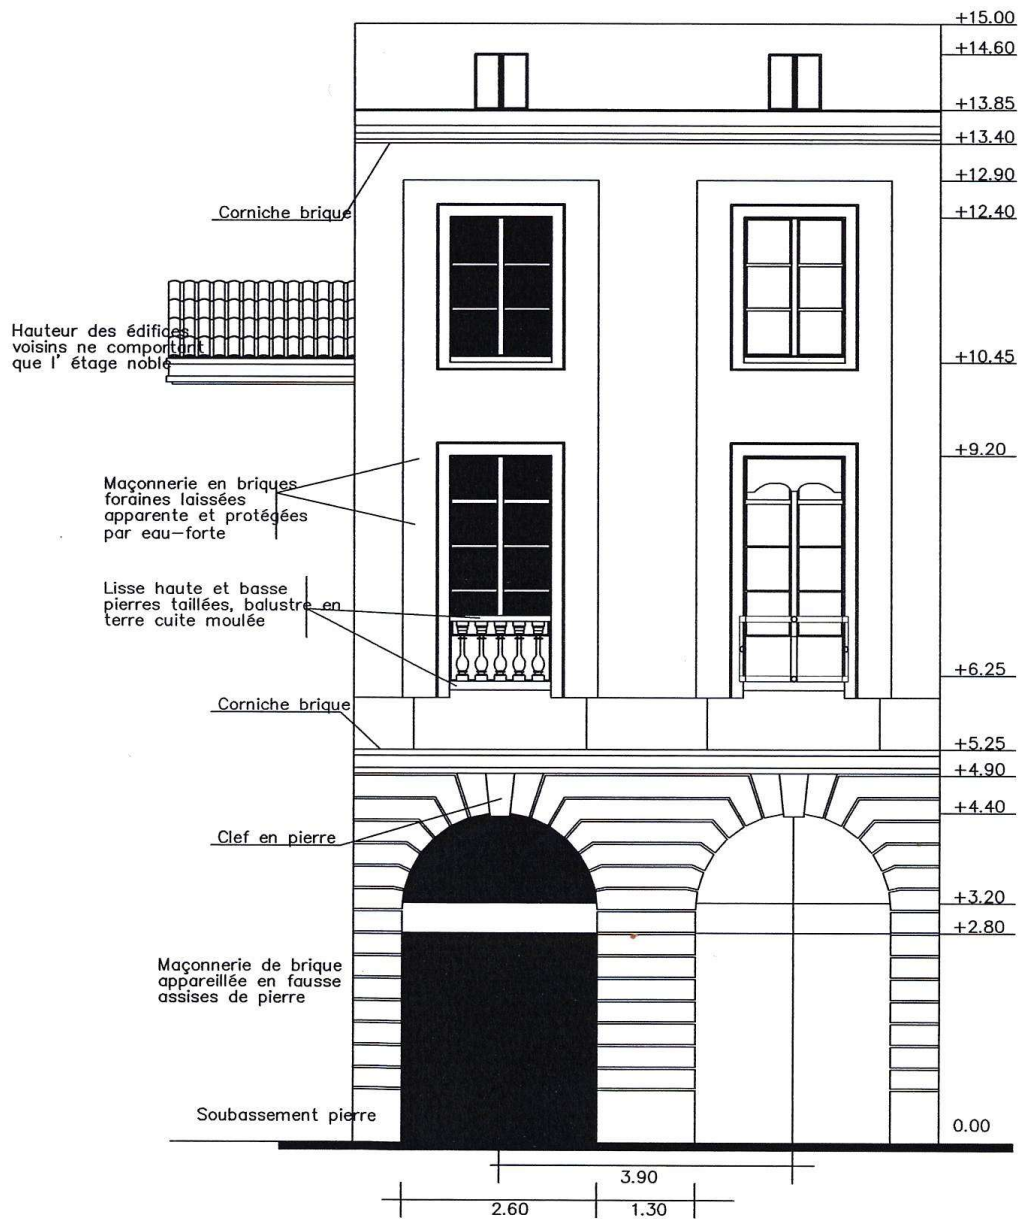 +15.00
+14.60
+13.85
+13.40
+12.90
+12.40
Corniche brique
Hauteur des édifices
voisins ne comportant
que l' étage noble
+10.45
+9.20
Maçonnerie en briques
foraines laissées
apparente et protégées
par eau-forte
Lisse haute et basse
pierres taillées, balustre en
terre cuite moulée
+6.25
Corniche brique
+5.25
+4.90
+4.40
Clef en pierre
+3.20
+2.80
Maçonnerie de brique
appareillée en fausse
assises de pierre
Soubassement pierre
0.00
3.90
2.60
1.30